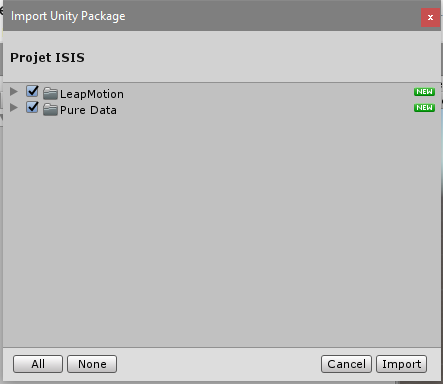 Import Unity Package
x
Projet ISIS
LeapMotion NEW
Pure Data NEW
All None Cancel Import